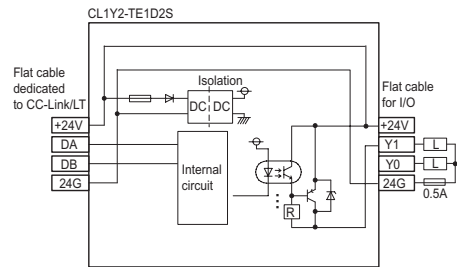 CL1Y2-TE1D2S
Flat cable
dedicated
to CC-Link/LT
Isolation
DC DC
Flat cable
for I/O
+24V
DA
DB
24G
Internal
circuit
R
+24V
Y1
Y0
24G
L
L
0.5A